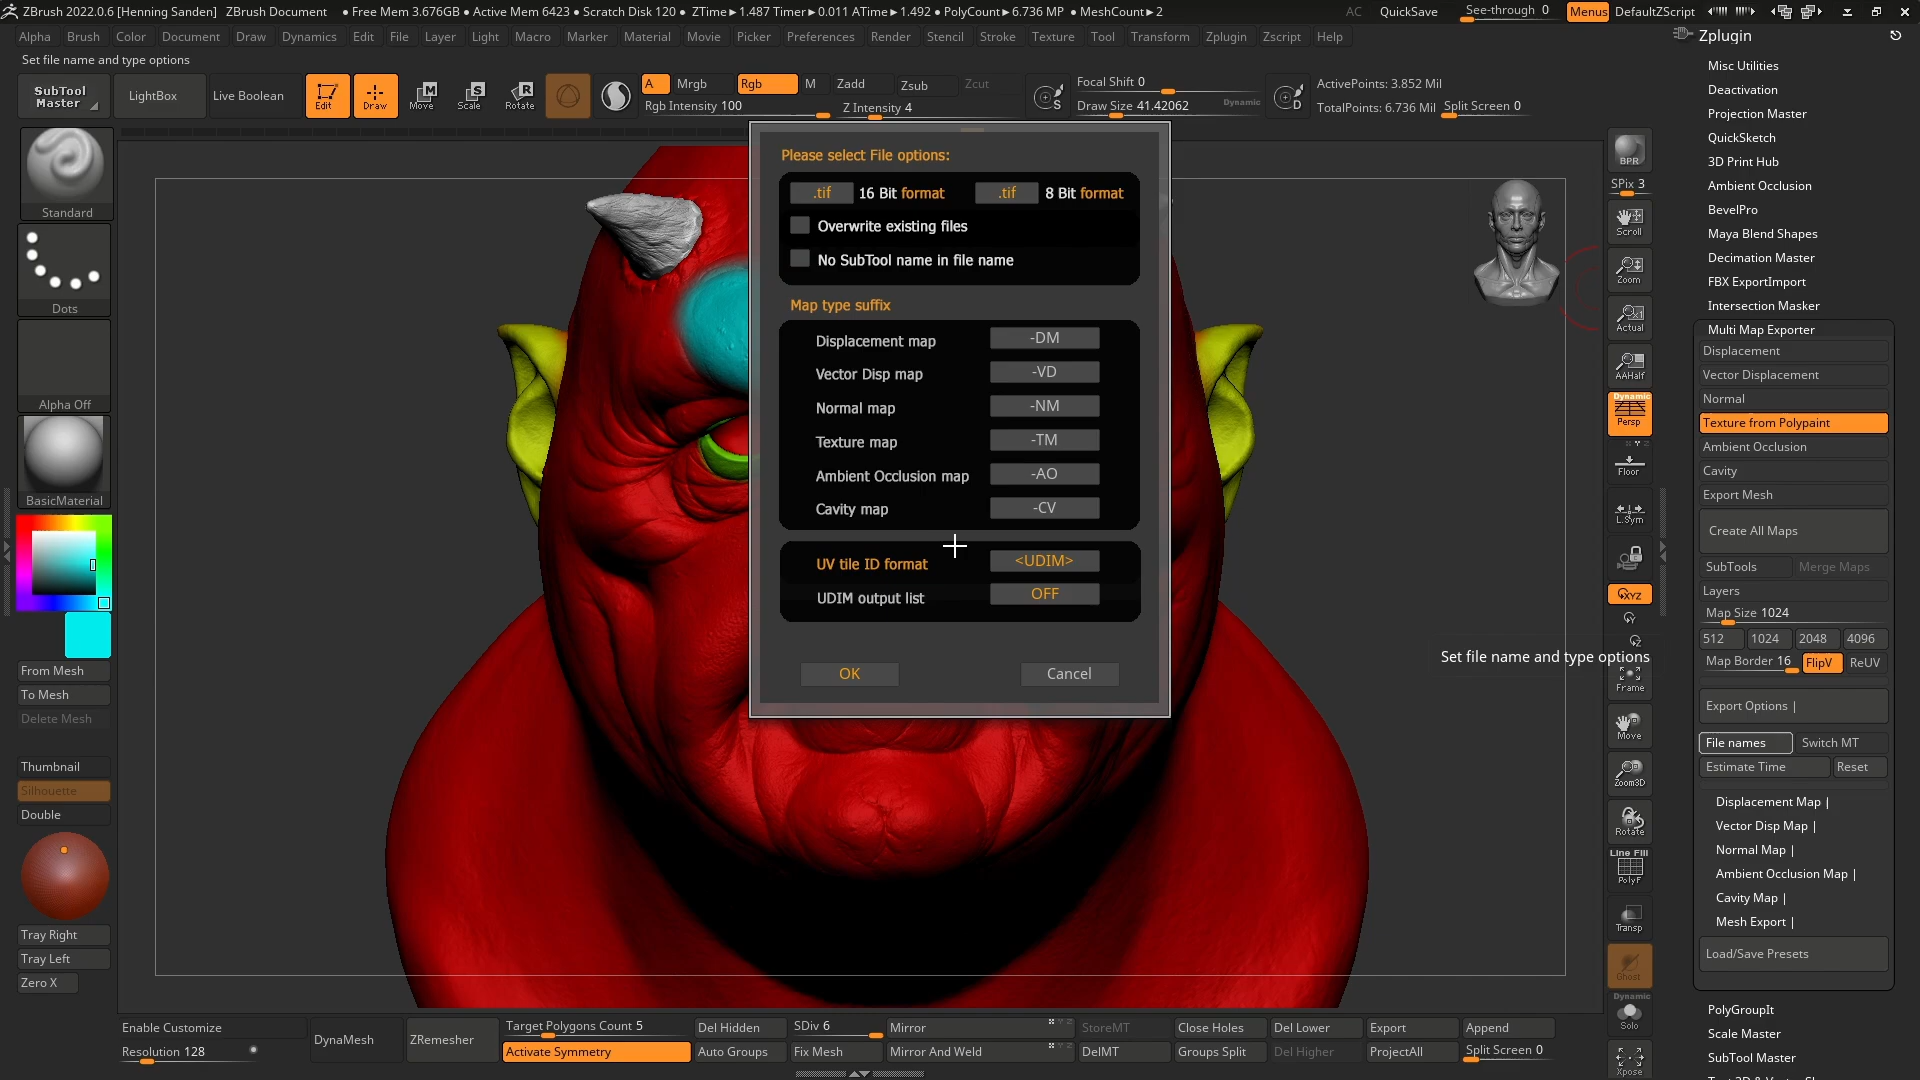 ZBrush 2022.0.6 [Henning Sanden] ZBrush Document • Free Mem 3.676GB • Active Mem 6423 • Scratch Disk 120 • ZTime►1.487 Timer►0.011 ATime►1.492 • PolyCount►6.736 MP • MeshCount►2 AC QuickSave See-through 0 Menus DefaultZScript
Alpha Brush Color Document Draw Dynamics Edit File Layer Light Macro Marker Material Movie Picker Preferences Render Stencil Stroke Texture Tool Transform Zplugin Zscript Help
Set file name and type options
SubTool Master
LightBox
Live Boolean
Edit
Draw
Move
Scale
Rotate
A Mrgb Rgb M Zadd Zsub Zcut
Rgb Intensity 100 Z Intensity 4
Focal Shift 0
Draw Size 41.42062 Dynamic
ActivePoints: 3.852 Mil
TotalPoints: 6.736 Mil Split Screen 0
Standard
Dots
Alpha Off
BasicMaterial
From Mesh
To Mesh
Delete Mesh
Thumbnail
Silhouette
Double
Tray Right
Tray Left
Zero X
Please select File options:
.tif 16 Bit format .tif 8 Bit format
Overwrite existing files
No SubTool name in file name
Map type suffix
Displacement map -DM
Vector Disp map -VD
Normal map -NM
Texture map -TM
Ambient Occlusion map -AO
Cavity map -CV
UV tile ID format <UDIM>
UDIM output list OFF
OK Cancel
Set file name and type options
BPR
SPix 3
Scroll
Zoom
Actual
AAHalf
Dynamic
Persp
Floor
L.Sym
XYZ
Frame
Move
Zoom3D
Rotate
Line Fill
PolyF
Transp
Ghost
Dynamic
Solo
Xpose
Zplugin
Misc Utilities
Deactivation
Projection Master
QuickSketch
3D Print Hub
Ambient Occlusion
BevelPro
Maya Blend Shapes
Decimation Master
FBX ExportImport
Intersection Masker
Multi Map Exporter
Displacement
Vector Displacement
Normal
Texture from Polypaint
Ambient Occlusion
Cavity
Export Mesh
Create All Maps
SubTools Merge Maps
Layers
Map Size 1024
512 1024 2048 4096
Map Border 16 FlipV ReUV
Export Options |
File names Switch MT
Estimate Time Reset
Displacement Map |
Vector Disp Map |
Normal Map |
Ambient Occlusion Map |
Cavity Map |
Mesh Export |
Load/Save Presets
PolyGroupIt
Scale Master
SubTool Master
Enable Customize
Resolution 128
DynaMesh
ZRemesher
Target Polygons Count 5
Activate Symmetry
Del Hidden
Auto Groups
SDiv 6
Fix Mesh
Mirror
Mirror And Weld
StoreMT
DelMT
Close Holes
Groups Split
Del Lower
Del Higher
Export
ProjectAll
Append
Split Screen 0